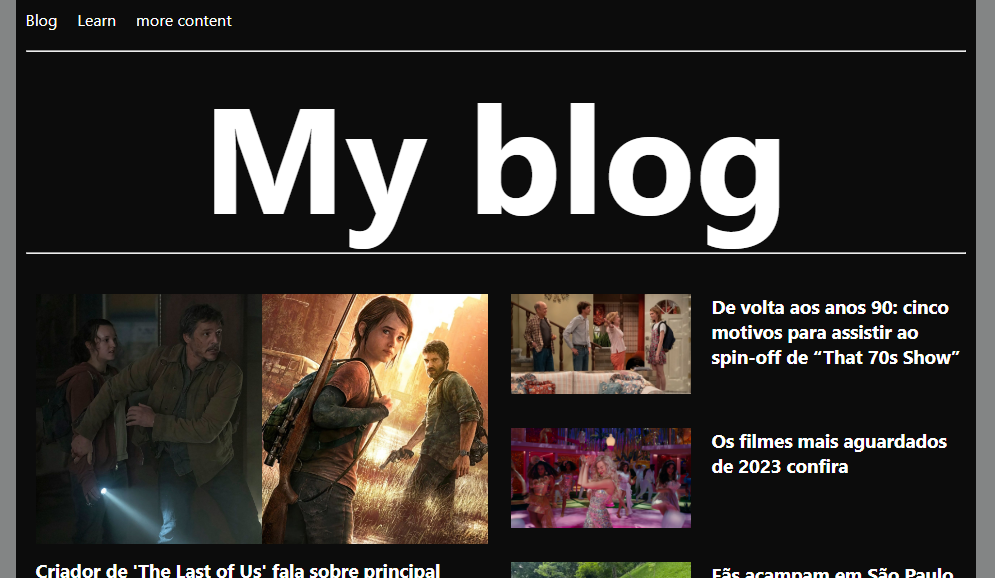 Blog Learn more content
My blog
De volta aos anos 90: cinco
motivos para assistir ao
spin-off de “That 70s Show”
Os filmes mais aguardados
de 2023 confira
Criador de 'The Last of Us' fala sobre principal
Fãs acampam em São Paulo